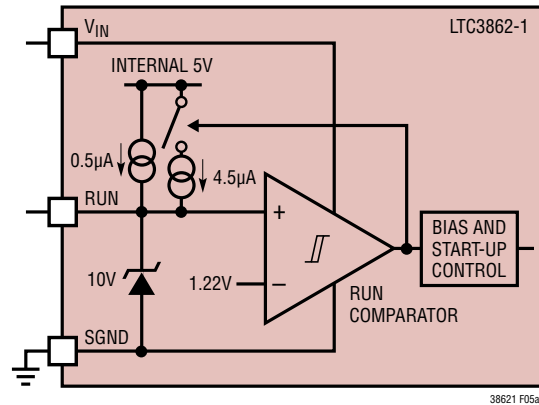 V_IN
LTC3862-1
INTERNAL 5V
0.5µA
4.5µA
RUN
+
–
1.22V
10V
BIAS AND
START-UP
CONTROL
RUN
COMPARATOR
SGND
38621 F05a